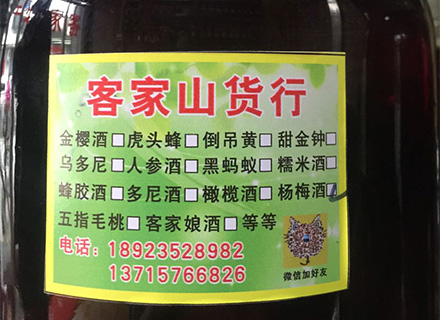 客家山货行
金樱酒□虎头蜂□倒吊黄□甜金钟□
乌多尼□人参酒□黑蚂蚁□糯米酒□
蜂胶酒□多尼酒□橄榄酒□杨梅酒□
五指毛桃□客家娘酒□等等
电话：18923528982
13715766826
微信加好友